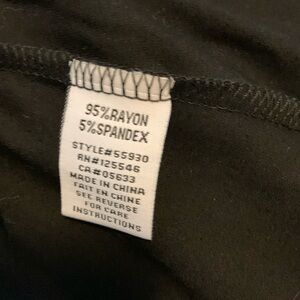 95%RAYON
5%SPANDEX
STYLE#55930
RN#125546
CA#05633
MADE IN CHINA
FAIT EN CHINE
SEE REVERSE
FOR CARE
INSTRUCTIONS